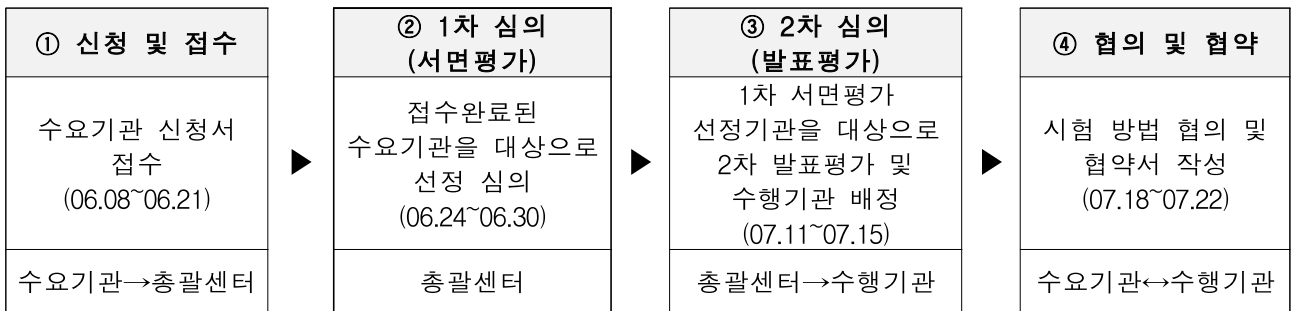 ① 신청 및 접수
수요기관 신청서
접수
(06.08~06.21)
수요기관→총괄센터
▶
② 1차 심의
(서면평가)
접수완료된
수요기관을 대상으로
선정 심의
(06.24~06.30)
총괄센터
▶
③ 2차 심의
(발표평가)
1차 서면평가
선정기관을 대상으로
2차 발표평가 및
수행기관 배정
(07.11~07.15)
총괄센터→수행기관
▶
④ 협의 및 협약
시험 방법 협의 및
협약서 작성
(07.18~07.22)
수요기관↔수행기관